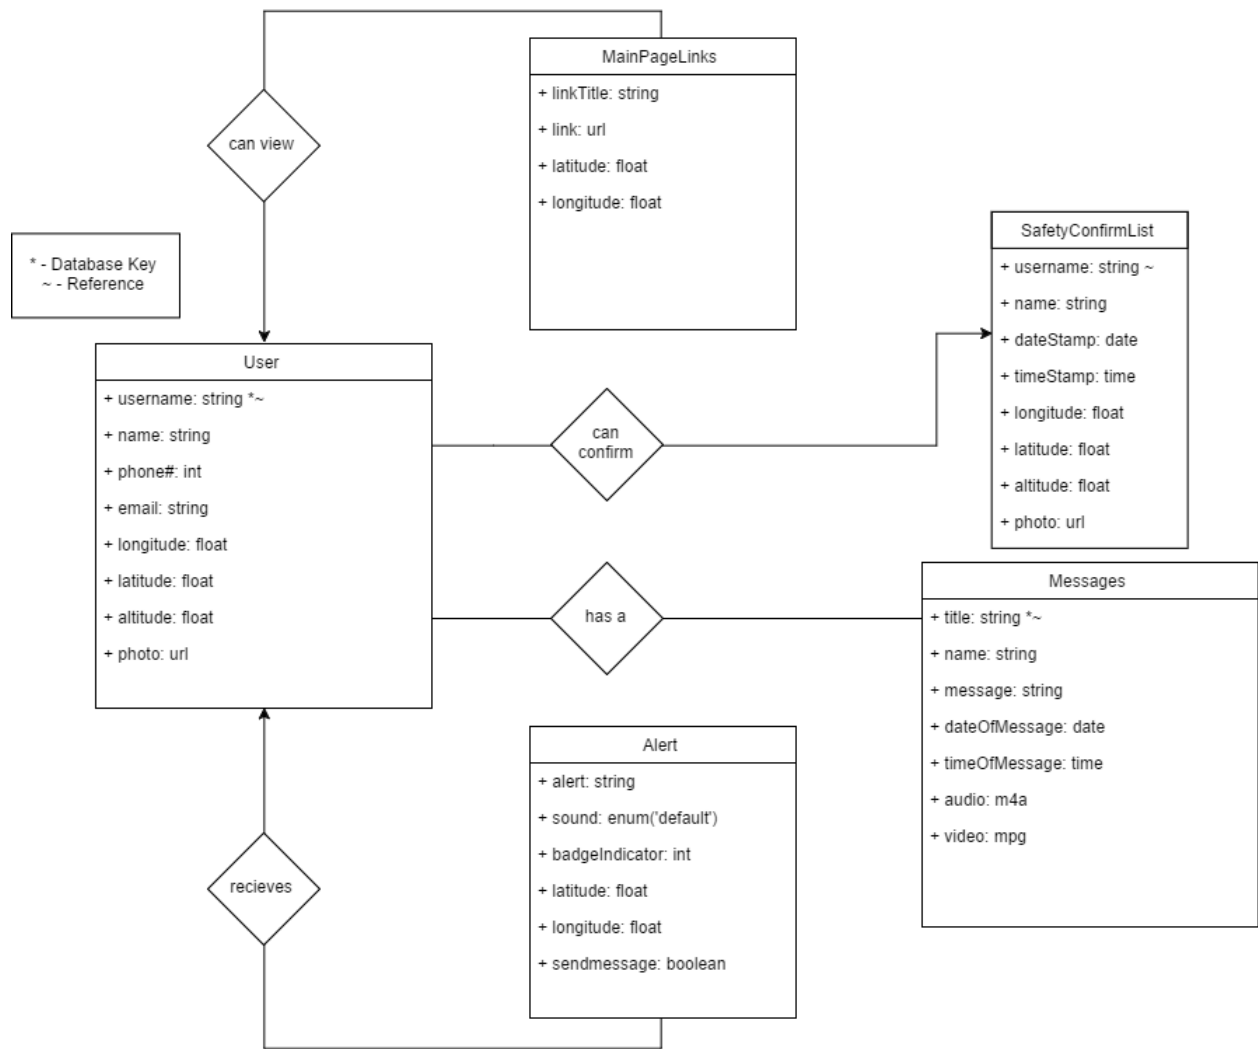 MainPageLinks
+ linkTitle: string
+ link: url
+ latitude: float
+ longitude: float
can view
* - Database Key
~ - Reference
SafetyConfirmList
+ username: string ~
+ name: string
+ dateStamp: date
+ timeStamp: time
+ longitude: float
+ latitude: float
+ altitude: float
+ photo: url
User
+ username: string *~
+ name: string
+ phone#: int
+ email: string
+ longitude: float
+ latitude: float
+ altitude: float
+ photo: url
can
confirm
has a
Messages
+ title: string *~
+ name: string
+ message: string
+ dateOfMessage: date
+ timeOfMessage: time
+ audio: m4a
+ video: mpg
Alert
+ alert: string
+ sound: enum('default')
+ badgeIndicator: int
+ latitude: float
+ longitude: float
+ sendmessage: boolean
recieves